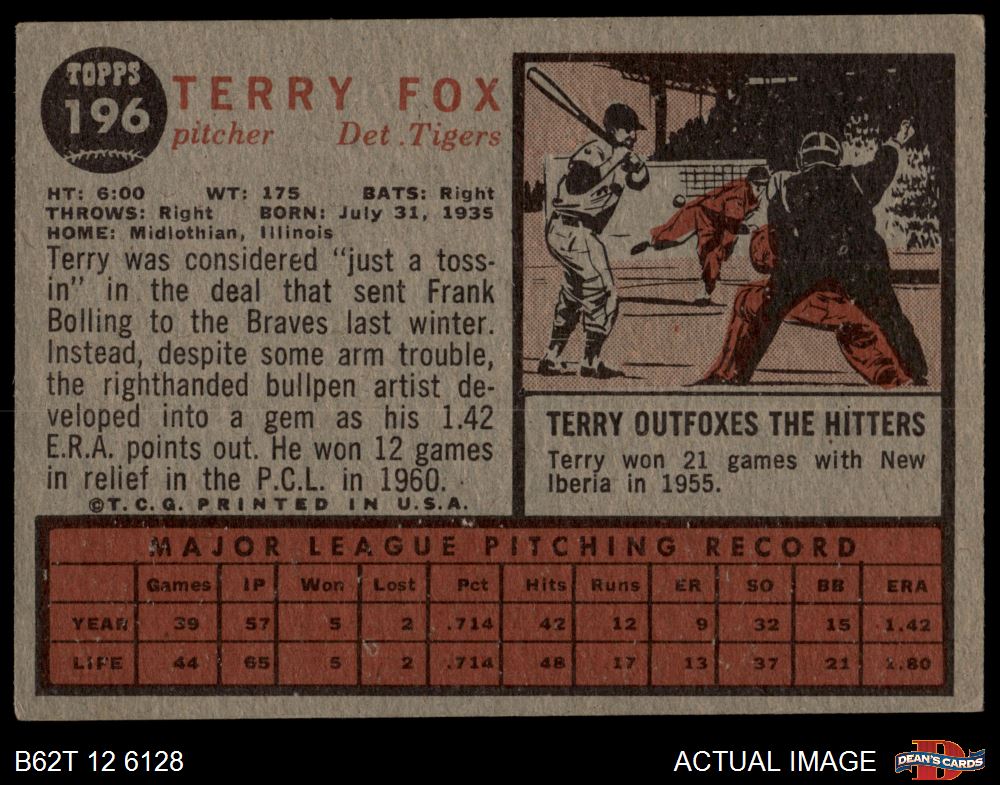 TOPPS
196
TERRY FOX
pitcher Det. Tigers
HT: 6:00 WT: 175 BATS: Right
THROWS: Right BORN: July 31, 1935
HOME: Midlothian, Illinois
Terry was considered "just a toss-
in" in the deal that sent Frank
Bolling to the Braves last winter.
Instead, despite some arm trouble,
the righthanded bullpen artist de-
veloped into a gem as his 1.42
E.R.A. points out. He won 12 games
in relief in the P.C.L. in 1960.
©T.C.G. PRINTED IN U.S.A.
TERRY OUTFOXES THE HITTERS
Terry won 21 games with New
Iberia in 1955.
MAJOR LEAGUE PITCHING RECORD
Games IP Won Lost Pct Hits Runs ER SO BB ERA
YEAR 39 57 5 2 .714 42 12 9 32 15 1.42
LIFE 44 65 5 2 .714 48 17 13 37 21 1.80
B62T 12 6128
ACTUAL IMAGE
DEAN'S CARDS